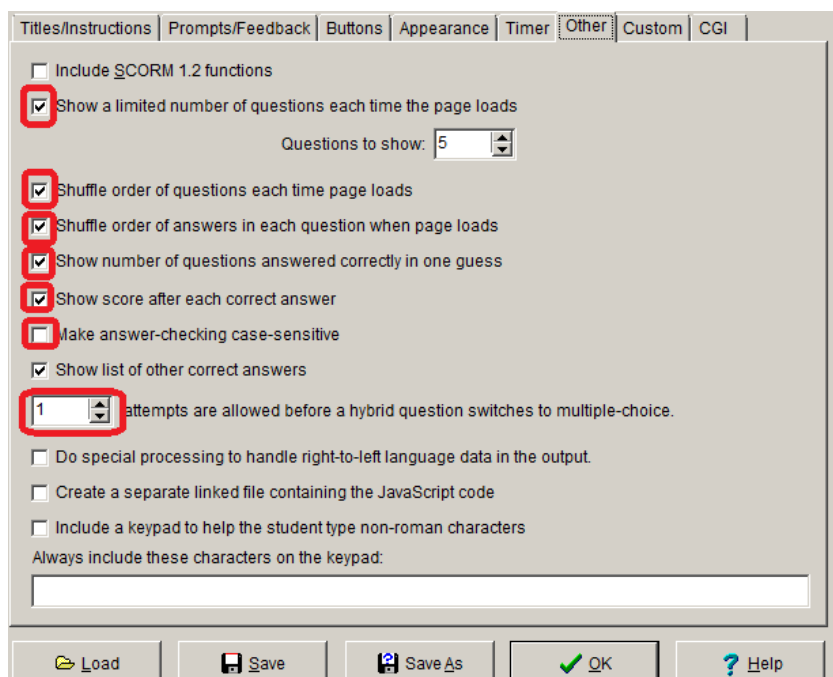 Titles/Instructions Prompts/Feedback Buttons Appearance Timer Other Custom CGI
Include SCORM 1.2 functions
Show a limited number of questions each time the page loads
Questions to show: 5
Shuffle order of questions each time page loads
Shuffle order of answers in each question when page loads
Show number of questions answered correctly in one guess
Show score after each correct answer
Make answer-checking case-sensitive
Show list of other correct answers
1 attempts are allowed before a hybrid question switches to multiple-choice.
Do special processing to handle right-to-left language data in the output.
Create a separate linked file containing the JavaScript code
Include a keypad to help the student type non-roman characters
Always include these characters on the keypad:
Load Save Save As OK Help